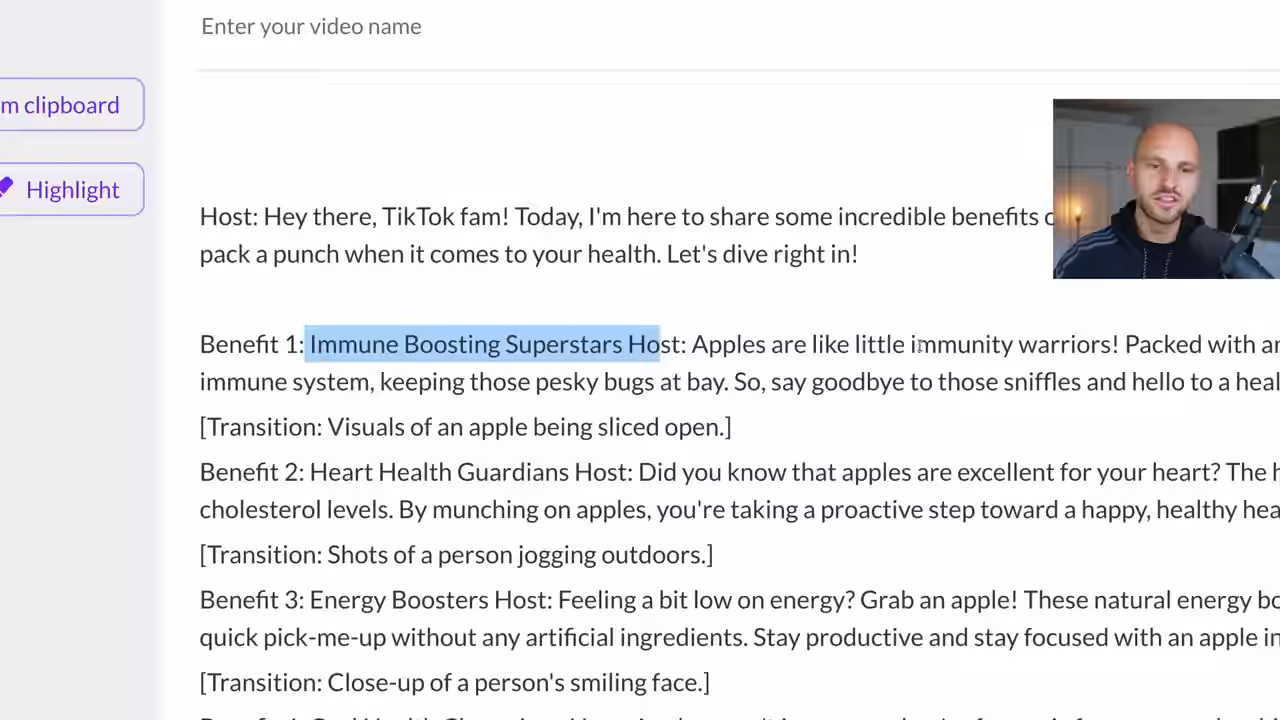 Enter your video name
m clipboard
Highlight
Host: Hey there, TikTok fam! Today, I'm here to share some incredible benefits
pack a punch when it comes to your health. Let's dive right in!
Benefit 1: Immune Boosting Superstars Host: Apples are like little immunity warriors! Packed with
immune system, keeping those pesky bugs at bay. So, say goodbye to those sniffles and hello to a
[Transition: Visuals of an apple being sliced open.]
Benefit 2: Heart Health Guardians Host: Did you know that apples are excellent for your heart? The
cholesterol levels. By munching on apples, you're taking a proactive step toward a happy, healthy
[Transition: Shots of a person jogging outdoors.]
Benefit 3: Energy Boosters Host: Feeling a bit low on energy? Grab an apple! These natural energy
quick pick-me-up without any artificial ingredients. Stay productive and stay focused with an apple
[Transition: Close-up of a person's smiling face.]